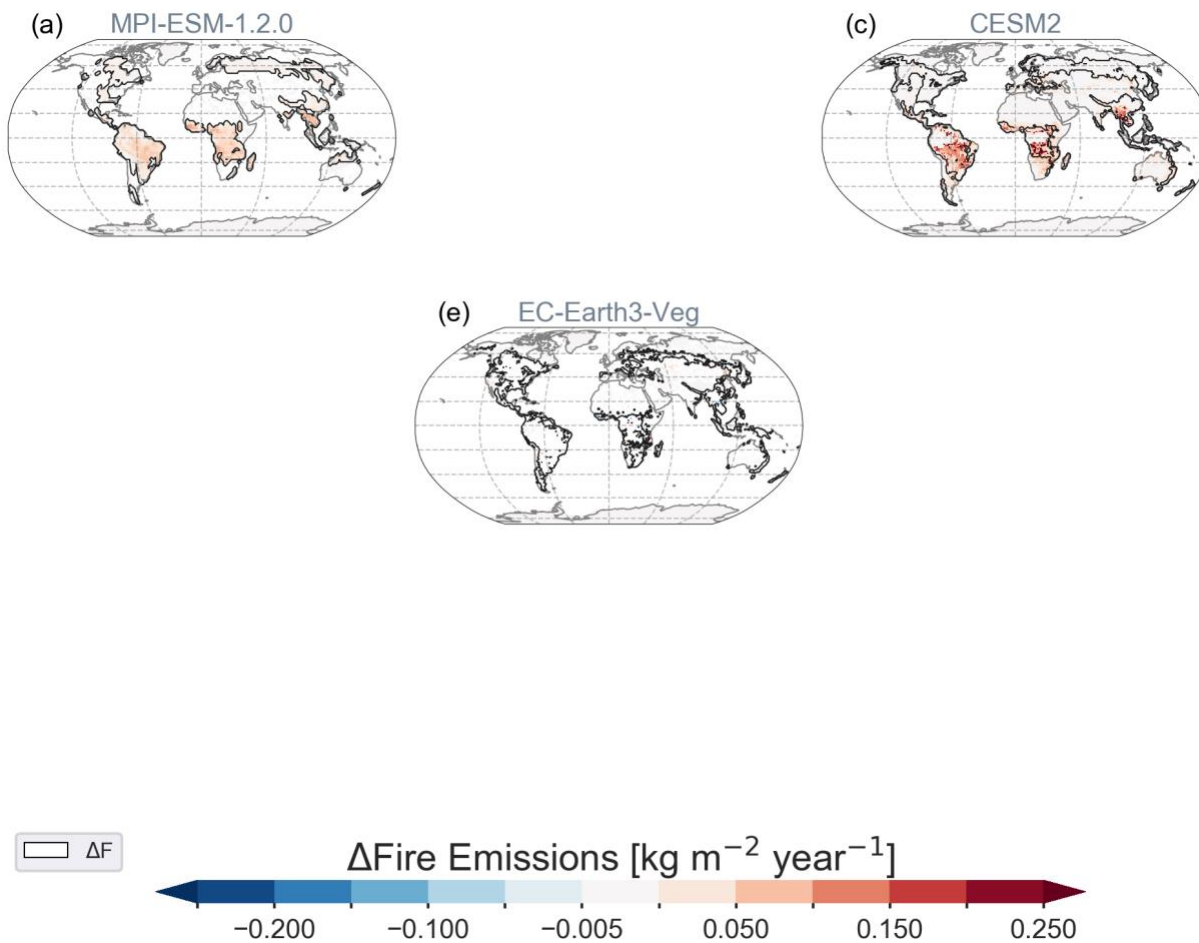 (a) MPI-ESM-1.2.0
(c) CESM2
(e) EC-Earth3-Veg
ΔF
ΔFire Emissions [kg m⁻² year⁻¹]
−0.200 −0.100 −0.005 0.050 0.150 0.250